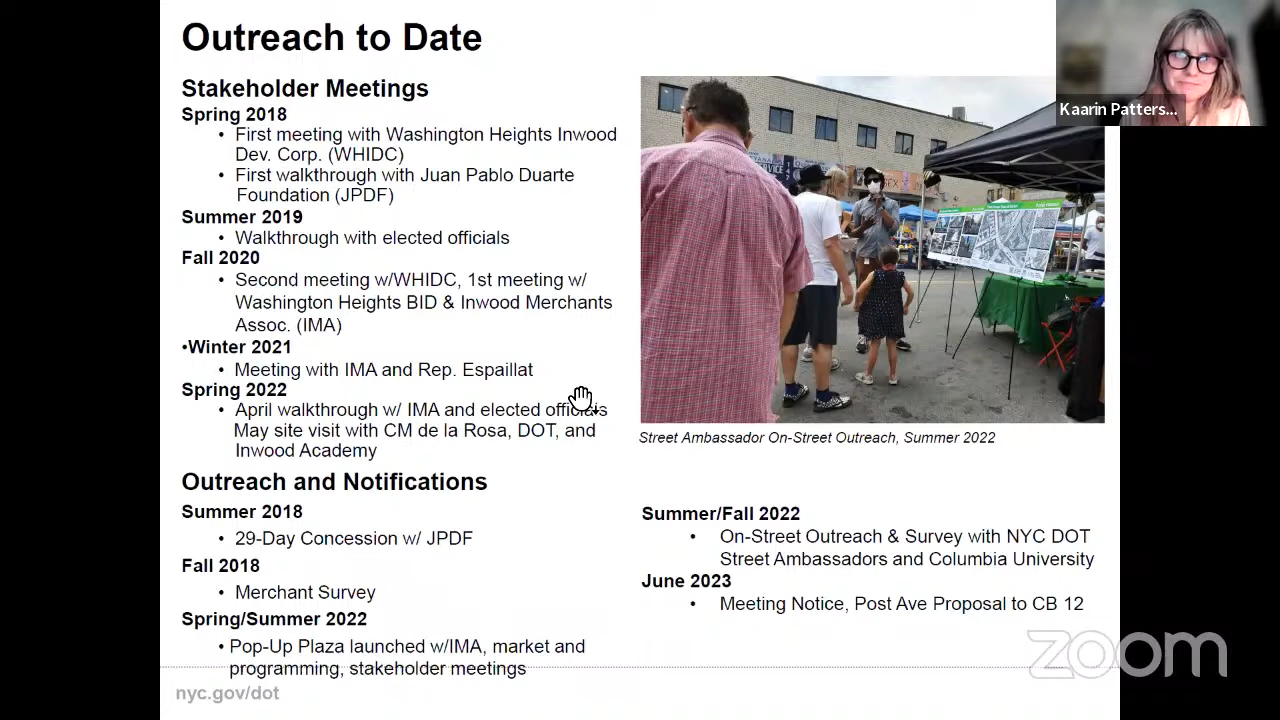 Outreach to Date
Stakeholder Meetings
Spring 2018
• First meeting with Washington Heights Inwood
Dev. Corp. (WHIDC)
• First walkthrough with Juan Pablo Duarte
Foundation (JPDF)
Summer 2019
• Walkthrough with elected officials
Fall 2020
• Second meeting w/WHIDC, 1st meeting w/
Washington Heights BID & Inwood Merchants
Assoc. (IMA)
•Winter 2021
• Meeting with IMA and Rep. Espaillat
Spring 2022
• April walkthrough w/ IMA and elected officials
May site visit with CM de la Rosa, DOT, and
Inwood Academy
Outreach and Notifications
Summer 2018
• 29-Day Concession w/ JPDF
Fall 2018
• Merchant Survey
Spring/Summer 2022
• Pop-Up Plaza launched w/IMA, market and
programming, stakeholder meetings
nyc.gov/dot
Kaarin Patters...
SERVICE
Street Ambassador On-Street Outreach, Summer 2022
Summer/Fall 2022
• On-Street Outreach & Survey with NYC DOT
Street Ambassadors and Columbia University
June 2023
• Meeting Notice, Post Ave Proposal to CB 12
zoom